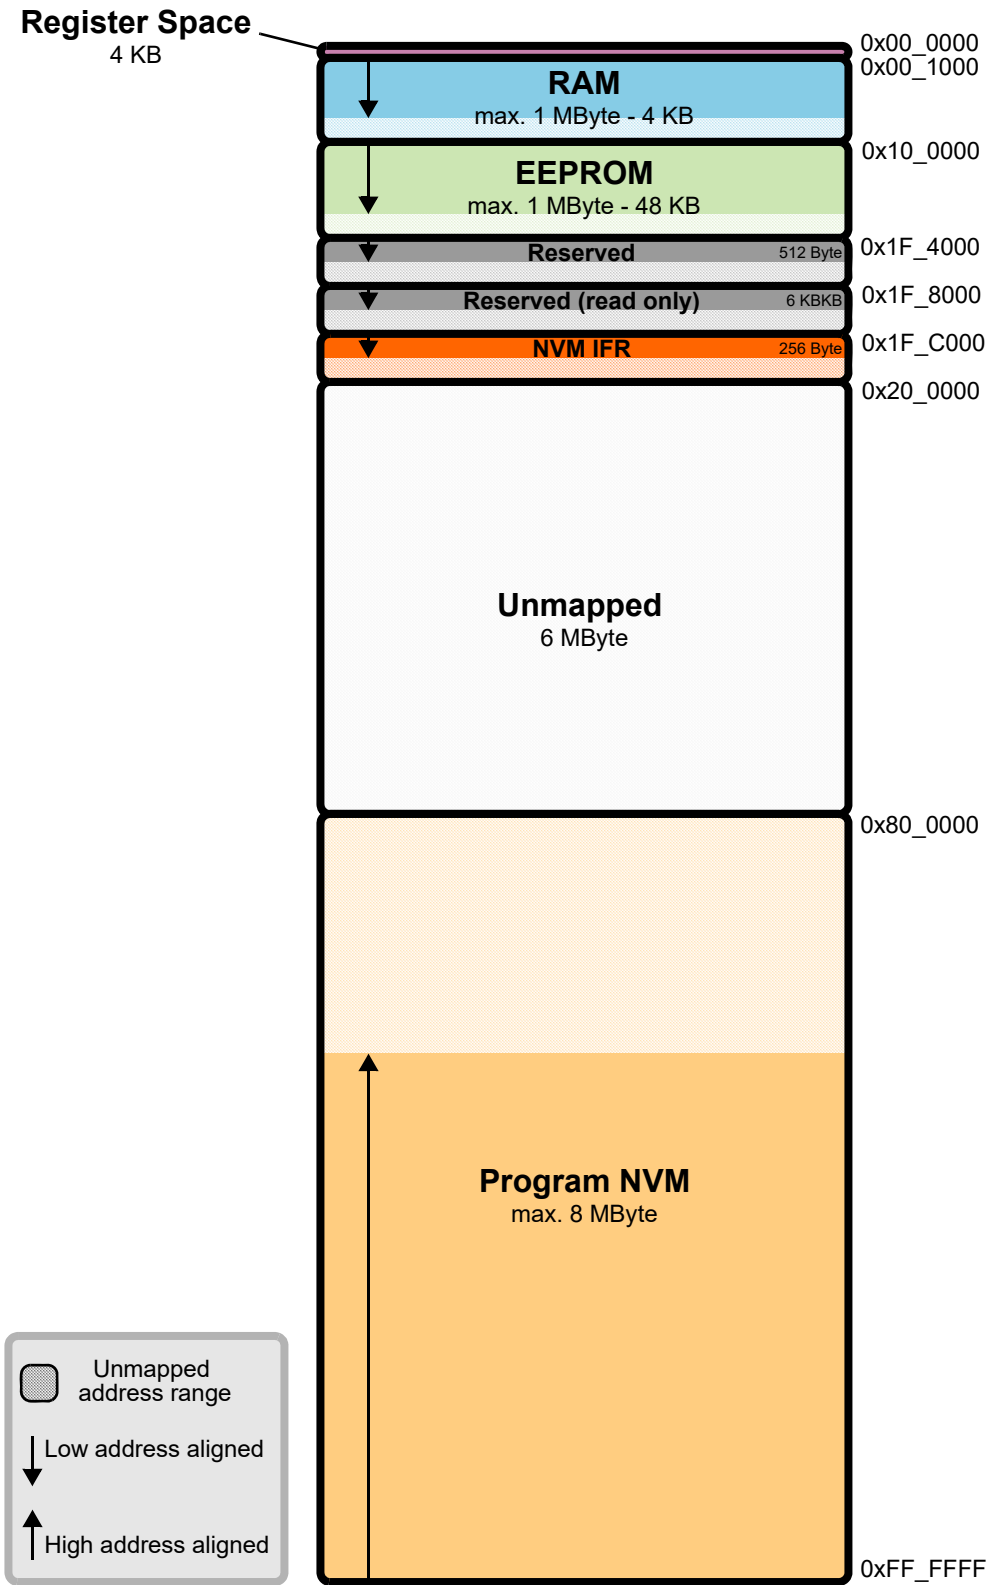 Register Space
4 KB
0x00_0000
0x00_1000
RAM
max. 1 MByte - 4 KB
0x10_0000
EEPROM
max. 1 MByte - 48 KB
0x1F_4000
Reserved
512 Byte
0x1F_8000
Reserved (read only)
6 KBKB
0x1F_C000
NVM IFR
256 Byte
0x20_0000
Unmapped
6 MByte
0x80_0000
Program NVM
max. 8 MByte
Unmapped
address range
Low address aligned
High address aligned
0xFF_FFFF